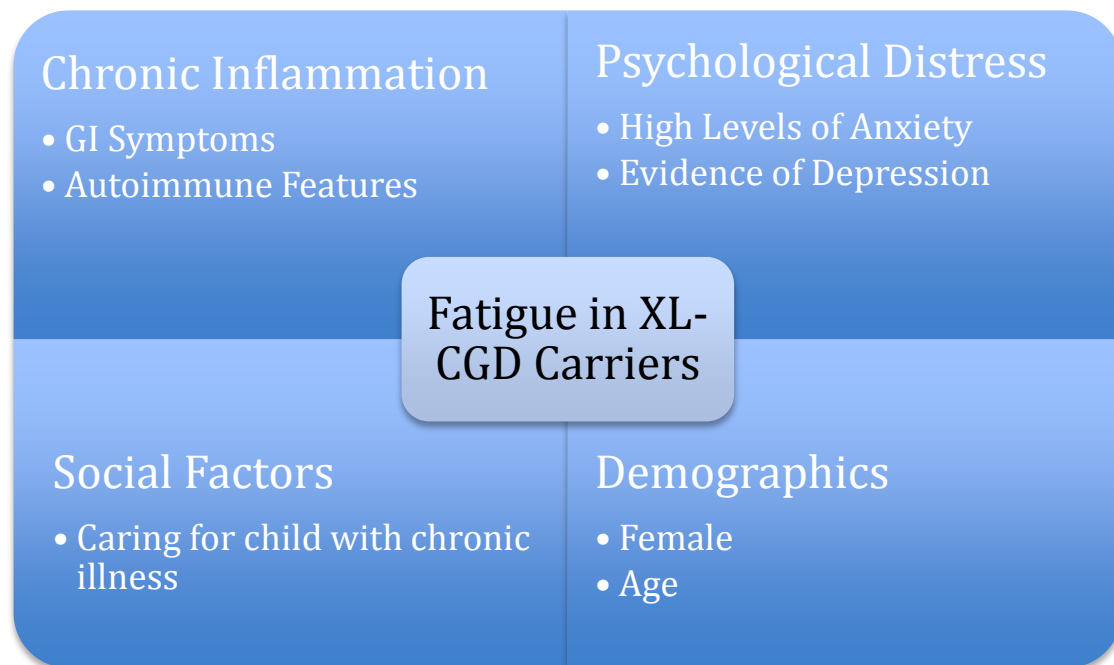 Chronic Inflammation
• GI Symptoms
• Autoimmune Features
Psychological Distress
• High Levels of Anxiety
• Evidence of Depression
Fatigue in XL-
CGD Carriers
Social Factors
• Caring for child with chronic
illness
Demographics
• Female
• Age